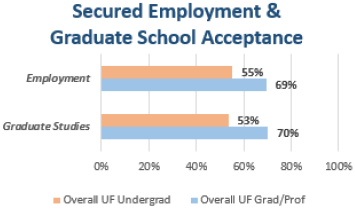 Secured Employment &
Graduate School Acceptance
Employment
55%
69%
Graduate Studies
53%
70%
0% 20% 40% 60% 80% 100%
Overall UF Undergrad Overall UF Grad/Prof